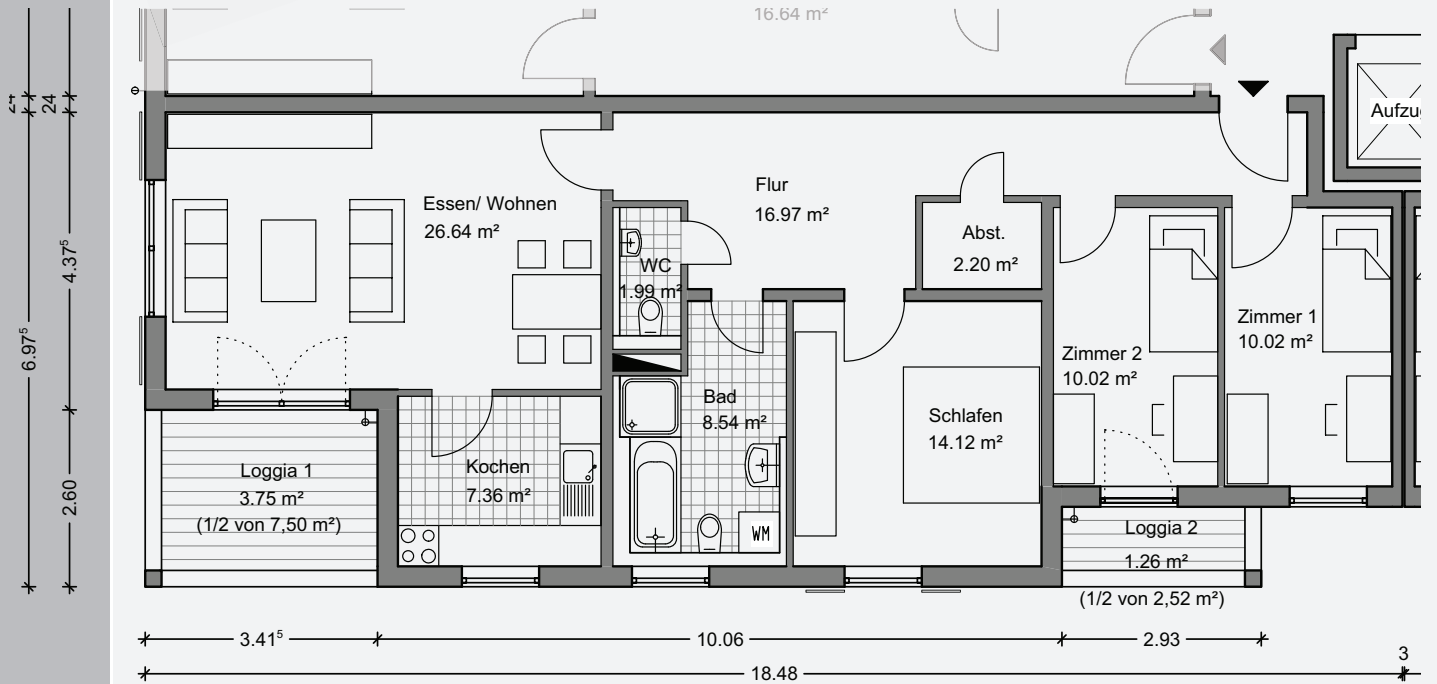 16.64 m²
24
24
Aufzu
Essen/ Wohnen
26.64 m²
Flur
16.97 m²
Abst.
2.20 m²
WC
1.99 m²
4.37⁵
6.97⁵
Zimmer 1
10.02 m²
Zimmer 2
10.02 m²
Bad
8.54 m²
Schlafen
14.12 m²
Kochen
7.36 m²
Loggia 1
3.75 m²
(1/2 von 7,50 m²)
2.60
WM
Loggia 2
1.26 m²
(1/2 von 2,52 m²)
3.41⁵
10.06
2.93
3
18.48